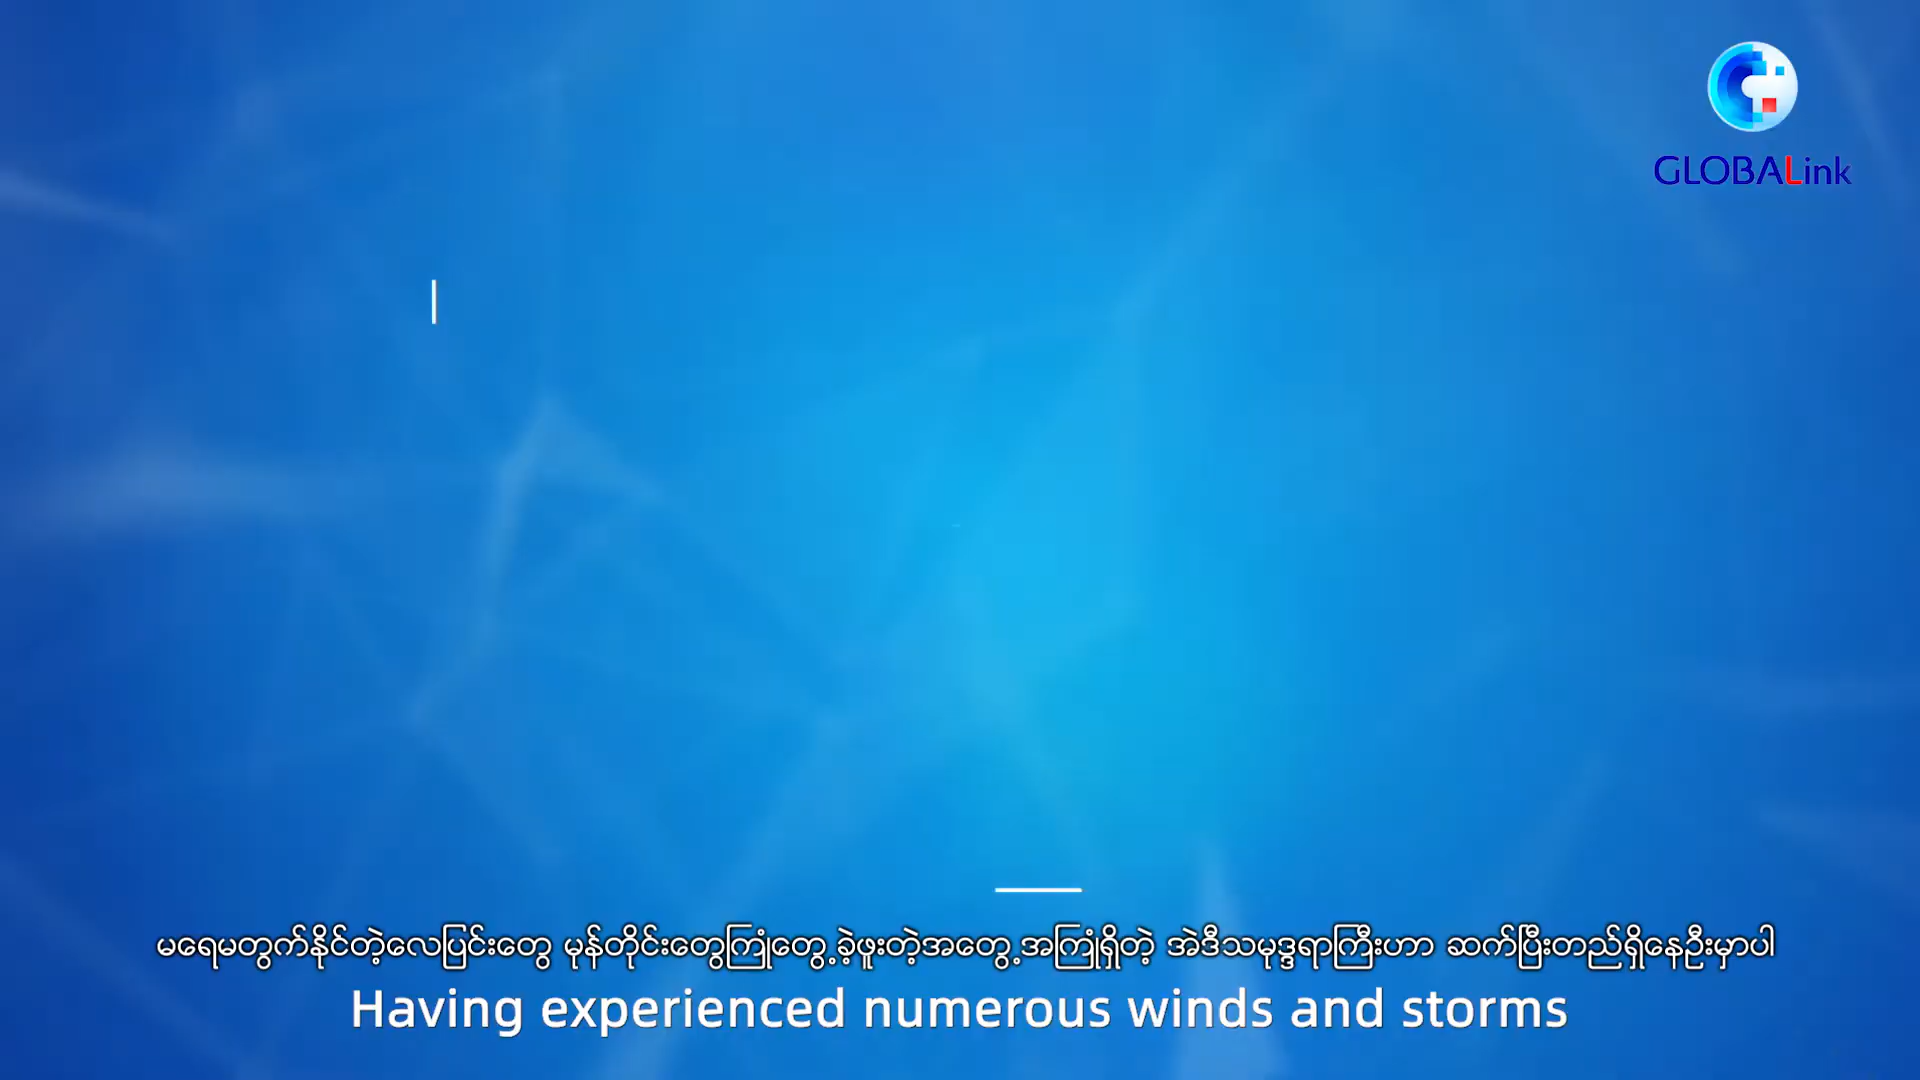 GLOBALink
မရေမတွက်နိုင်တဲ့လေပြင်းတွေ မုန်တိုင်းတွေကြုံတွေ့ခဲ့ဖူးတဲ့အတွေ့အကြုံရှိတဲ့ အဲဒီသမုဒ္ဒရာကြီးဟာ ဆက်ပြီးတည်ရှိနေဦးမှာပါ
Having experienced numerous winds and storms